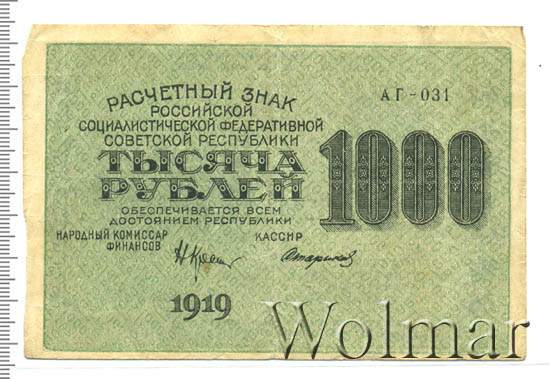 РАСЧЕТНЫЙ ЗНАК
РОССИЙСКОЙ
СОЦИАЛИСТИЧЕСКОЙ ФЕДЕРАТИВНОЙ
СОВЕТСКОЙ РЕСПУБЛИКИ
ТЫСЯЧА
РУБЛЕЙ
ОБЕСПЕЧИВАЕТСЯ ВСЕМ
ДОСТОЯНИЕМ РЕСПУБЛИКИ
НАРОДНЫЙ КОМИССАР
ФИНАНСОВ
КАССИР
1919
АГ-031
1000
Wolmar